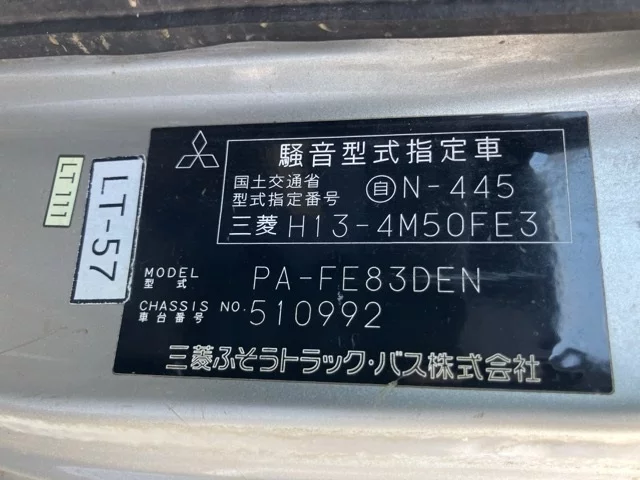 騒音型式指定車
国土交通省
型式指定番号 自 N-445
三菱 H13-4M50FE3
MODEL
型式 PA-FE83DEN
CHASSIS NO.
車台番号 510992
三菱ふそうトラック・バス株式会社
LT-57
LT111